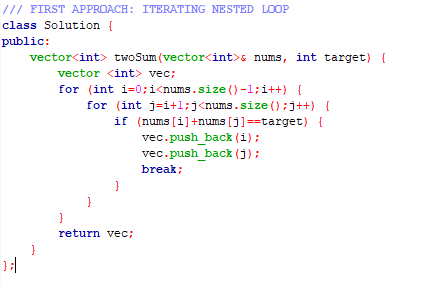 /// FIRST APPROACH: ITERATING NESTED LOOP
class Solution {
public:
    vector<int> twoSum(vector<int>& nums, int target) {
        vector <int> vec;
        for (int i=0;i<nums.size()-1;i++) {
            for (int j=i+1;j<nums.size();j++) {
                if (nums[i]+nums[j]==target) {
                    vec.push_back(i);
                    vec.push_back(j);
                    break;
                }
            }
        }
        return vec;
    }
};